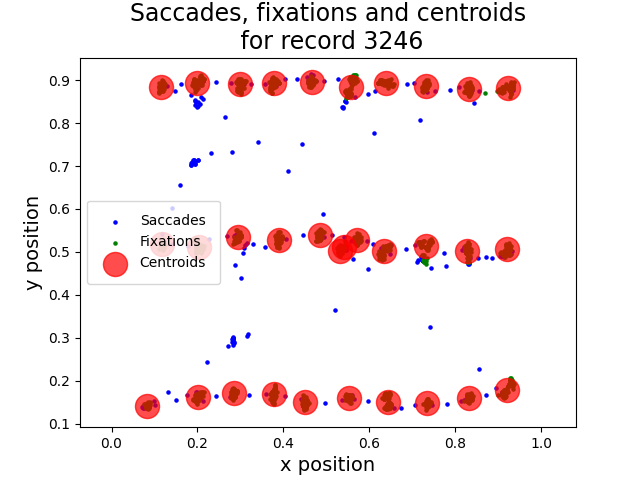 Saccades, fixations and centroids
for record 3246
y position
0.9
0.8
0.7
0.6
0.5
0.4
0.3
0.2
0.1
Saccades
Fixations
Centroids
0.0 0.2 0.4 0.6 0.8 1.0
x position